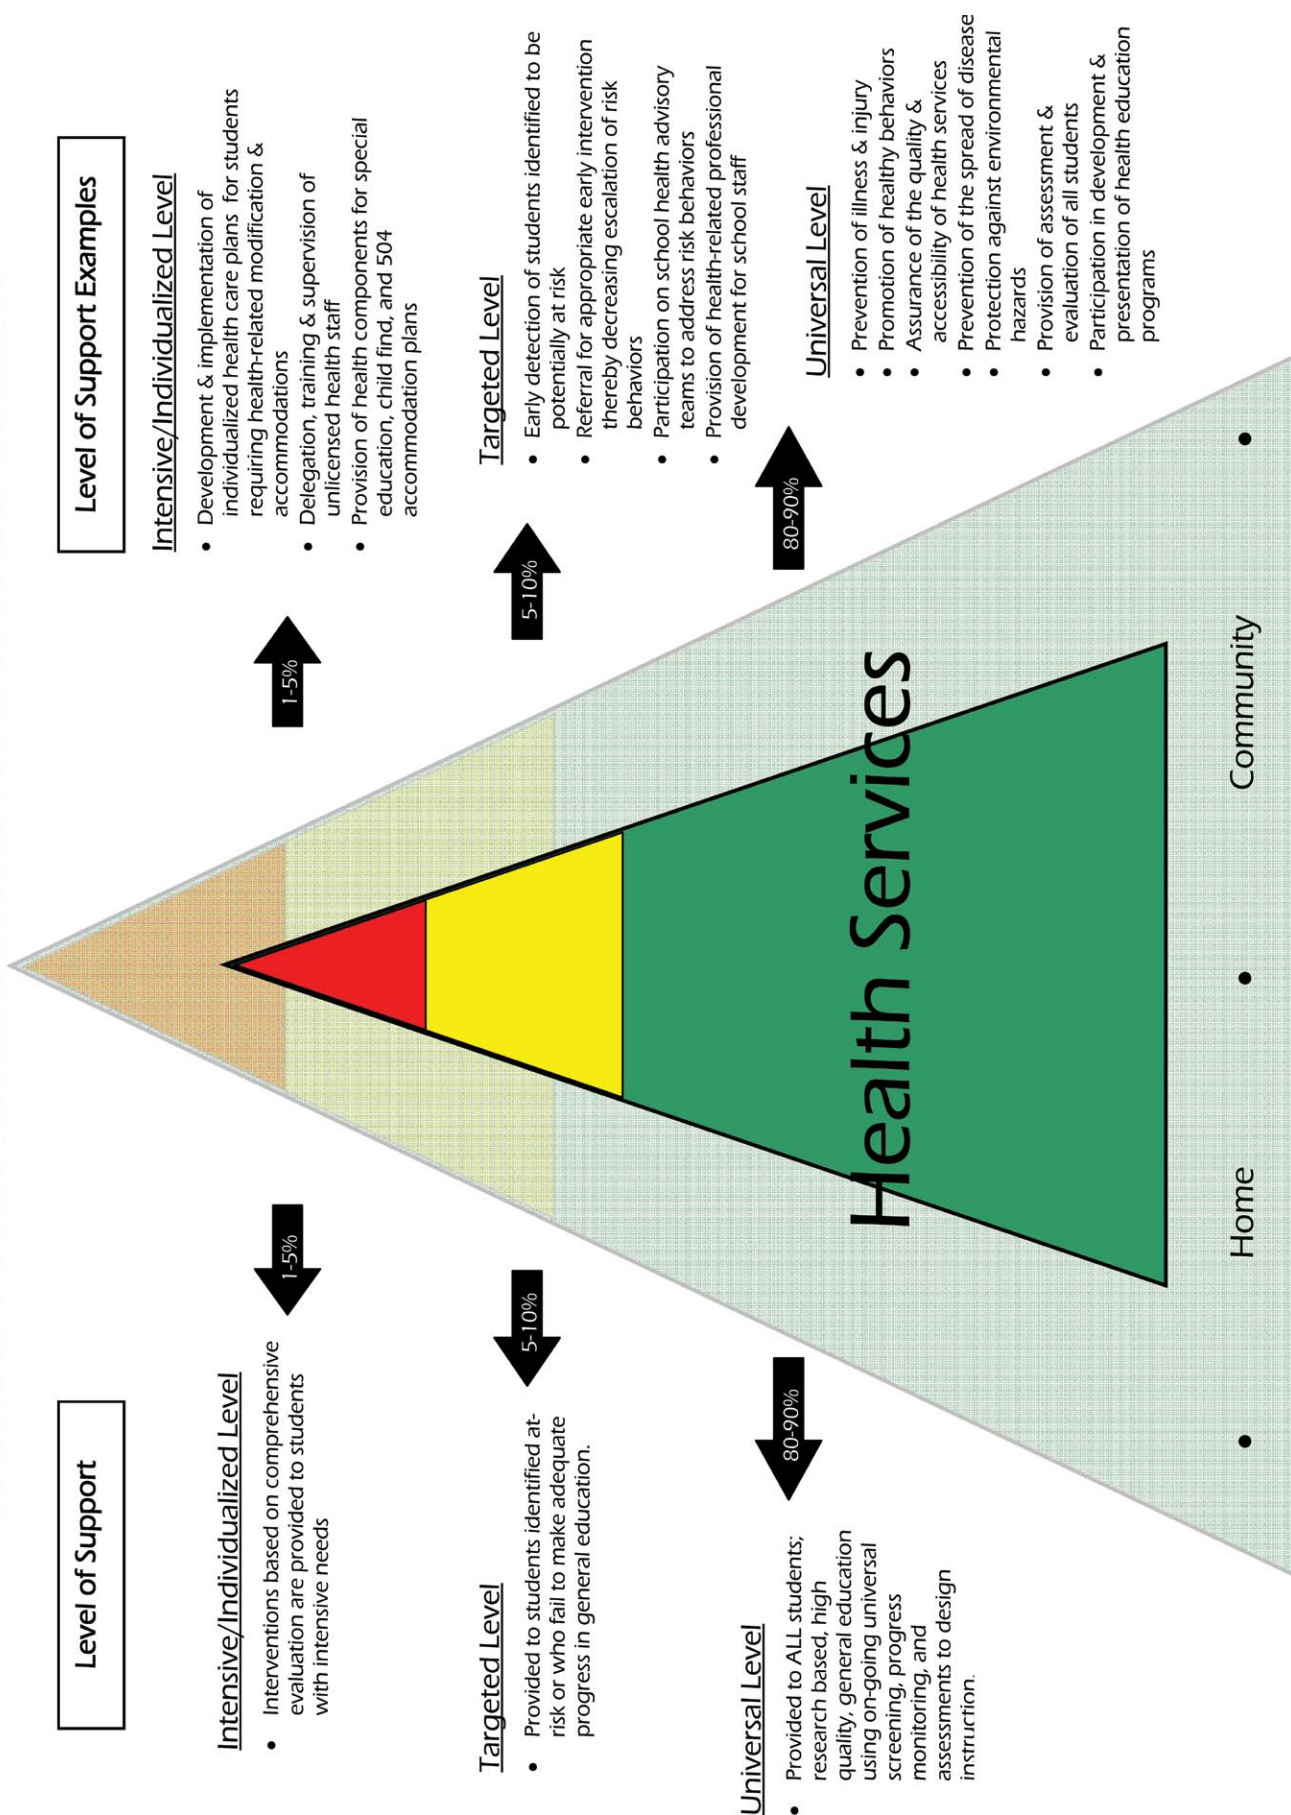 Level of Support
Intensive/Individualized Level
• Interventions based on comprehensive
evaluation are provided to students
with intensive needs
Targeted Level
• Provided to students identified at-
risk or who fail to make adequate
progress in general education.
Universal Level
• Provided to ALL students;
research based, high
quality, general education
using on-going universal
screening, progress
monitoring, and
assessments to design
instruction.
1-5%
5-10%
80-90%
Health Services
• Home • Community •
1-5%
5-10%
80-90%
Level of Support Examples
Intensive/Individualized Level
• Development & implementation of
individualized health care plans for students
requiring health-related modification &
accommodations
• Delegation, training & supervision of
unlicensed health staff
• Provision of health components for special
education, child find, and 504
accommodation plans
Targeted Level
• Early detection of students identified to be
potentially at risk
• Referral for appropriate early intervention
thereby decreasing escalation of risk
behaviors
• Participation on school health advisory
teams to address risk behaviors
• Provision of health-related professional
development for school staff
Universal Level
• Prevention of illness & injury
• Promotion of healthy behaviors
• Assurance of the quality &
accessibility of health services
• Prevention of the spread of disease
• Protection against environmental
hazards
• Provision of assessment &
evaluation of all students
• Participation in development &
presentation of health education
programs